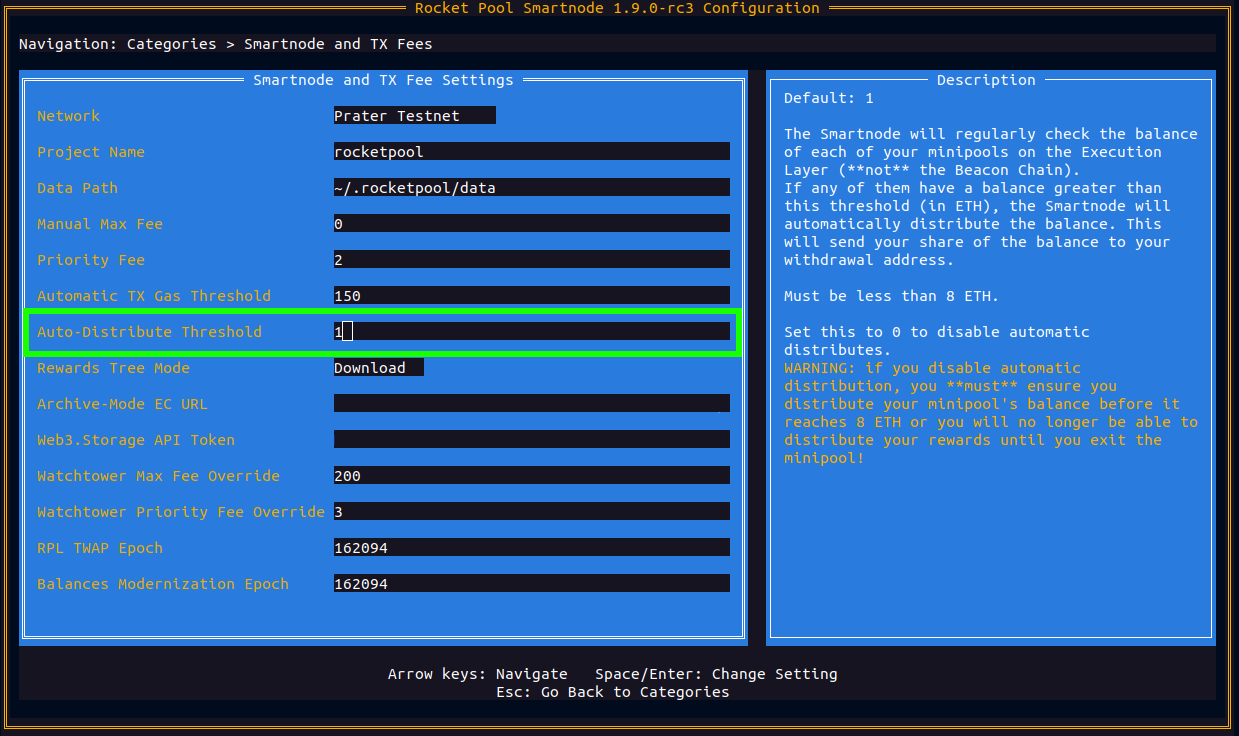 Rocket Pool Smartnode 1.9.0-rc3 Configuration
Navigation: Categories > Smartnode and TX Fees
Smartnode and TX Fee Settings
Network Prater Testnet
Project Name rocketpool
Data Path ~/.rocketpool/data
Manual Max Fee 0
Priority Fee 2
Automatic TX Gas Threshold 150
Auto-Distribute Threshold 1
Rewards Tree Mode Download
Archive-Mode EC URL
Web3.Storage API Token
Watchtower Max Fee Override 200
Watchtower Priority Fee Override 3
RPL TWAP Epoch 162094
Balances Modernization Epoch 162094
Description
Default: 1
The Smartnode will regularly check the balance
of each of your minipools on the Execution
Layer (**not** the Beacon Chain).
If any of them have a balance greater than
this threshold (in ETH), the Smartnode will
automatically distribute the balance. This
will send your share of the balance to your
withdrawal address.
Must be less than 8 ETH.
Set this to 0 to disable automatic
distributes.
WARNING: if you disable automatic
distribution, you **must** ensure you
distribute your minipool's balance before it
reaches 8 ETH or you will no longer be able to
distribute your rewards until you exit the
minipool!
Arrow keys: Navigate Space/Enter: Change Setting
Esc: Go Back to Categories